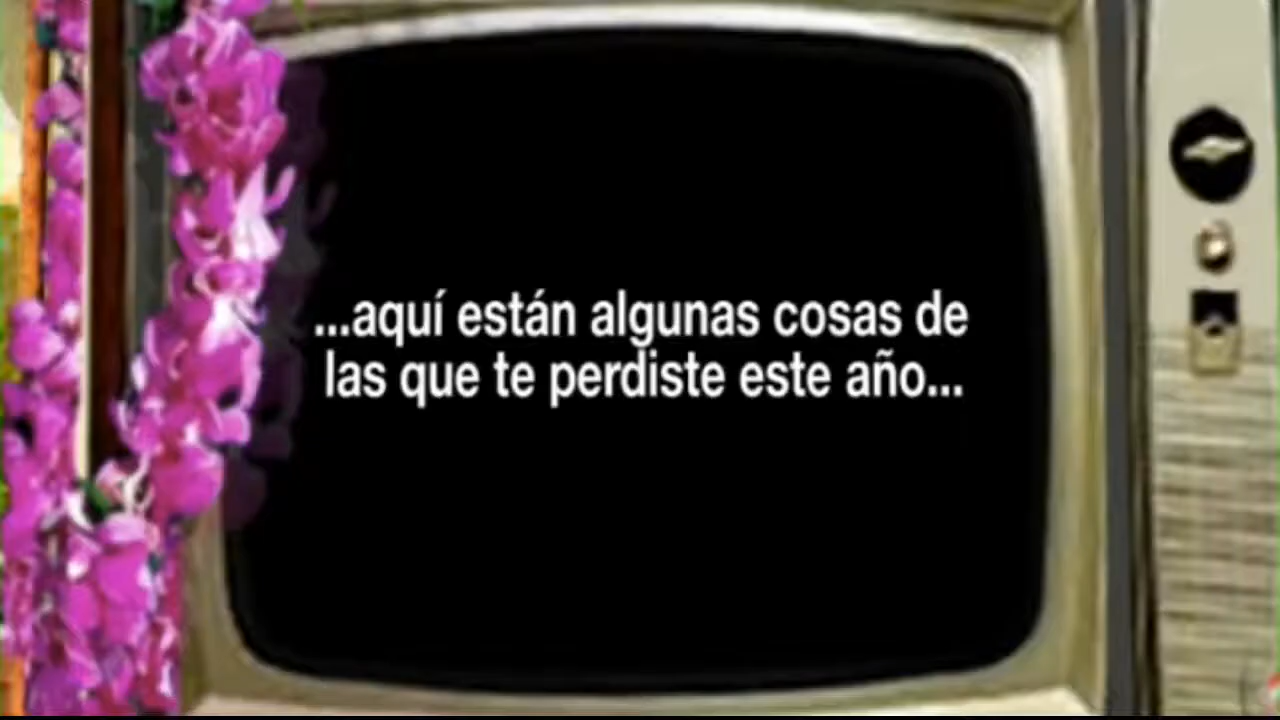 ...aquí están algunas cosas de
las que te perdiste este año...